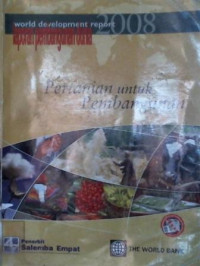 world development report
2008
Pertanian untuk
Pembangunan
Penerbit
Salemba Empat
THE WORLD BANK